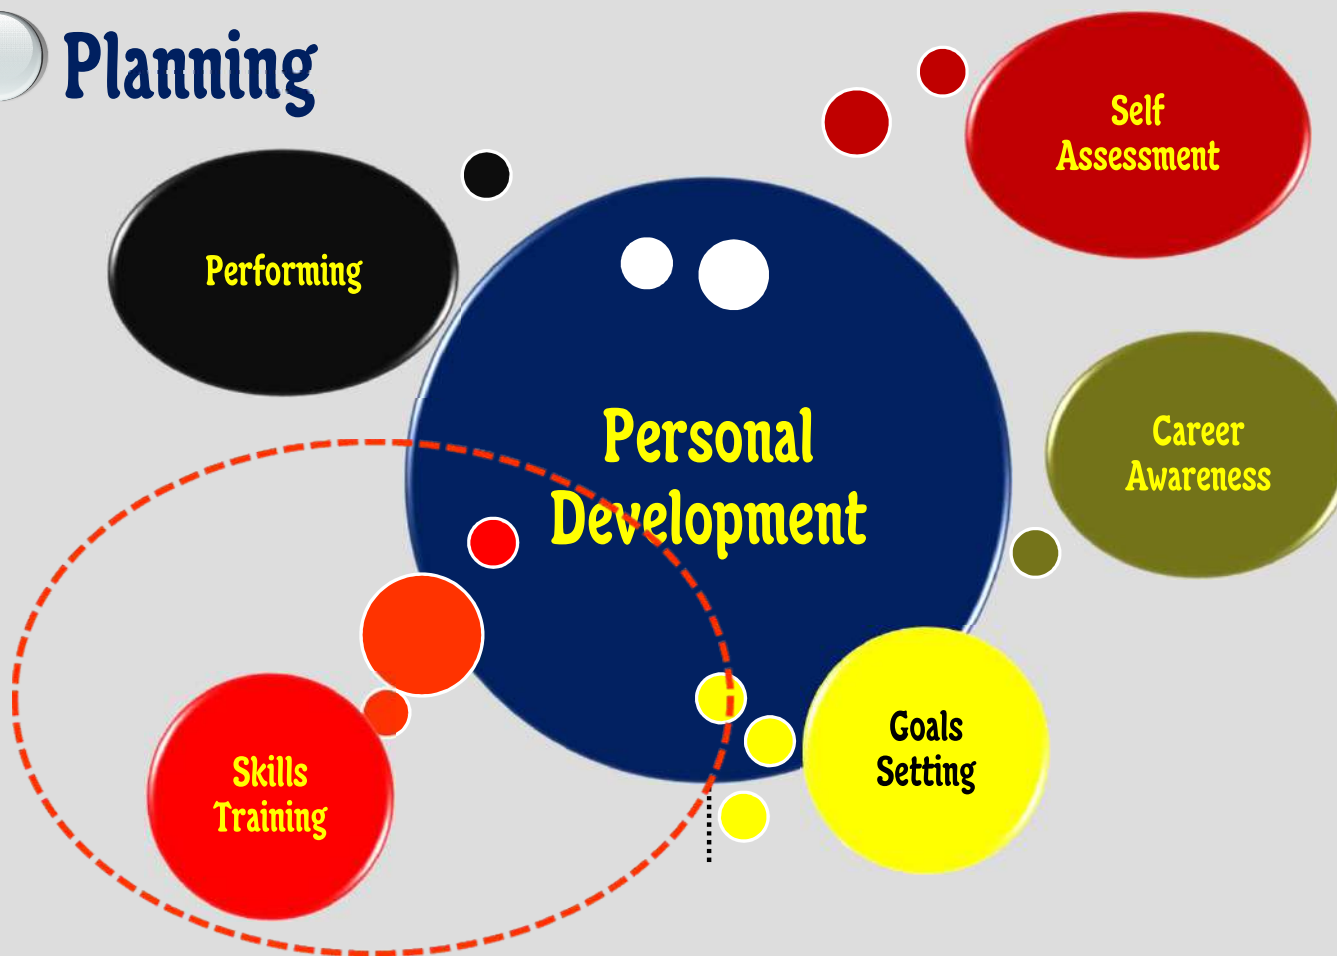 Planning
Self
Assessment
Performing
Career
Awareness
Personal
Development
Goals
Setting
Skills
Training